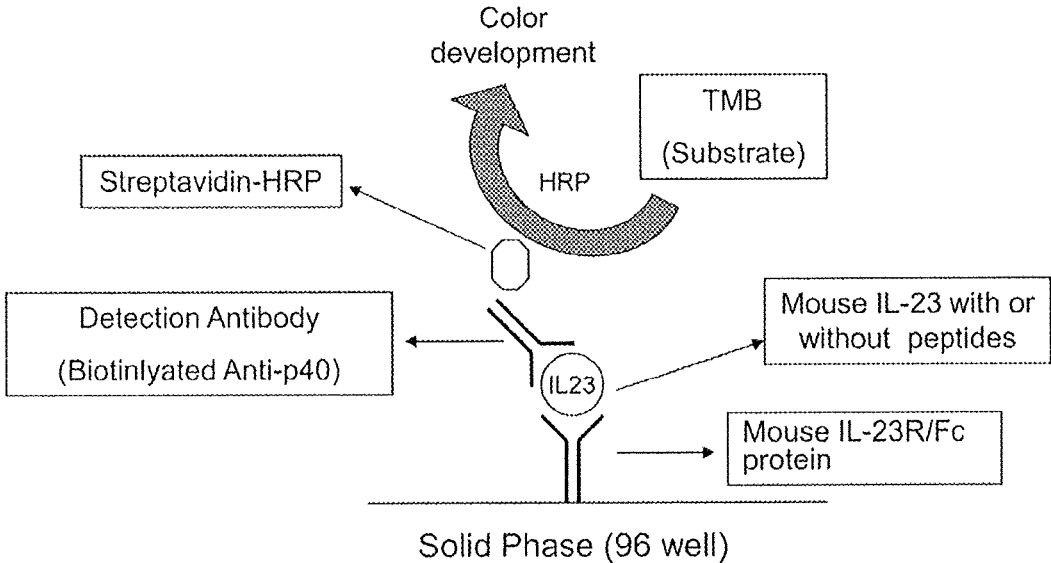 Color
development
TMB
(Substrate)
Streptavidin-HRP
HRP
Detection Antibody
(Biotinlyated Anti-p40)
Mouse IL-23 with or
without peptides
IL23
Mouse IL-23R/Fc
protein
Solid Phase (96 well)